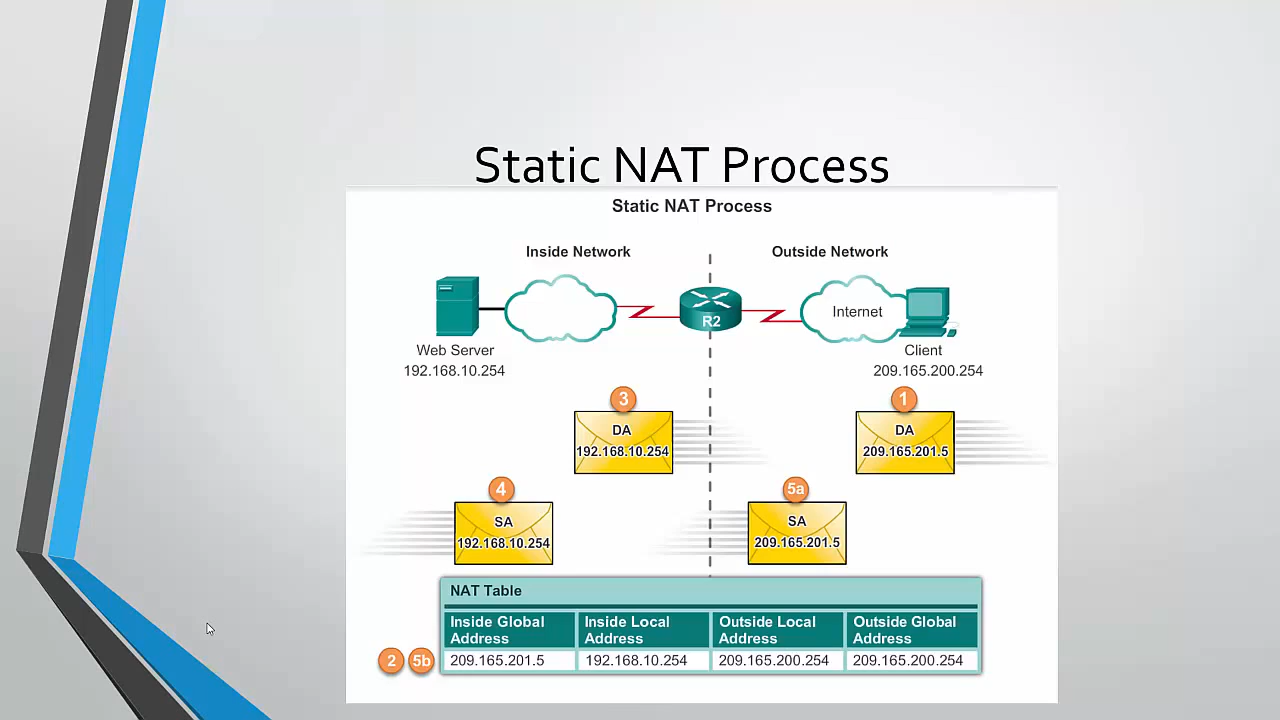 Static NAT Process
Static NAT Process
Inside Network
Outside Network
R2
Internet
Web Server
192.168.10.254
Client
209.165.200.254
3
DA
192.168.10.254
1
DA
209.165.201.5
4
SA
192.168.10.254
5a
SA
209.165.201.5
NAT Table
Inside Global Address
Inside Local Address
Outside Local Address
Outside Global Address
2 5b
209.165.201.5
192.168.10.254
209.165.200.254
209.165.200.254